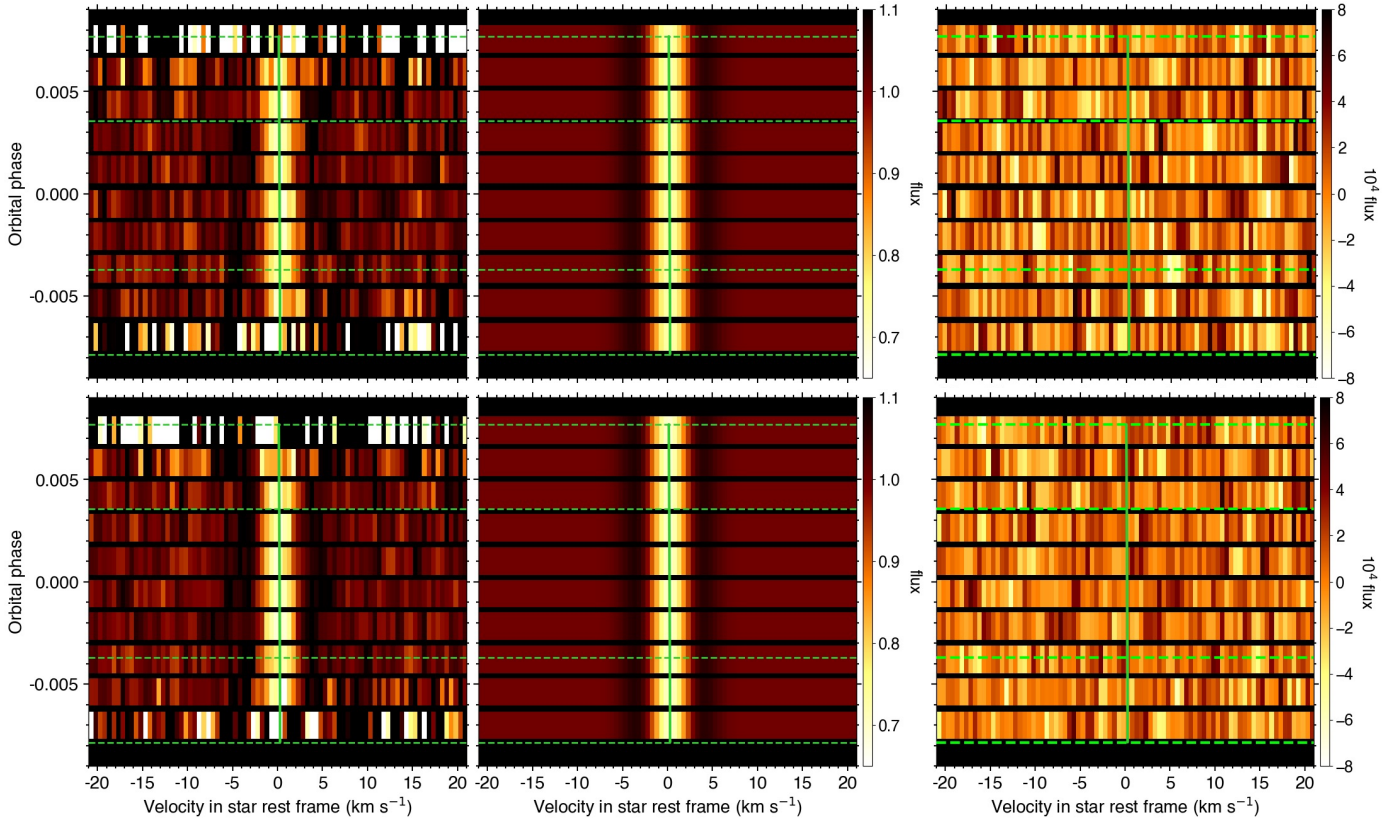 Orbital phase
0.005
0.000
-0.005
1.1
1.0
0.9
0.8
0.7
flux
8
6
4
2
0
−2
−4
−6
−8
10⁴ flux
Orbital phase
0.005
0.000
-0.005
-20 -15 -10 -5 0 5 10 15 20
-20 -15 -10 -5 0 5 10 15 20
-20 -15 -10 -5 0 5 10 15 20
Velocity in star rest frame (km s⁻¹)
Velocity in star rest frame (km s⁻¹)
Velocity in star rest frame (km s⁻¹)
1.1
1.0
0.9
0.8
0.7
flux
8
6
4
2
0
−2
−4
−6
−8
10⁴ flux